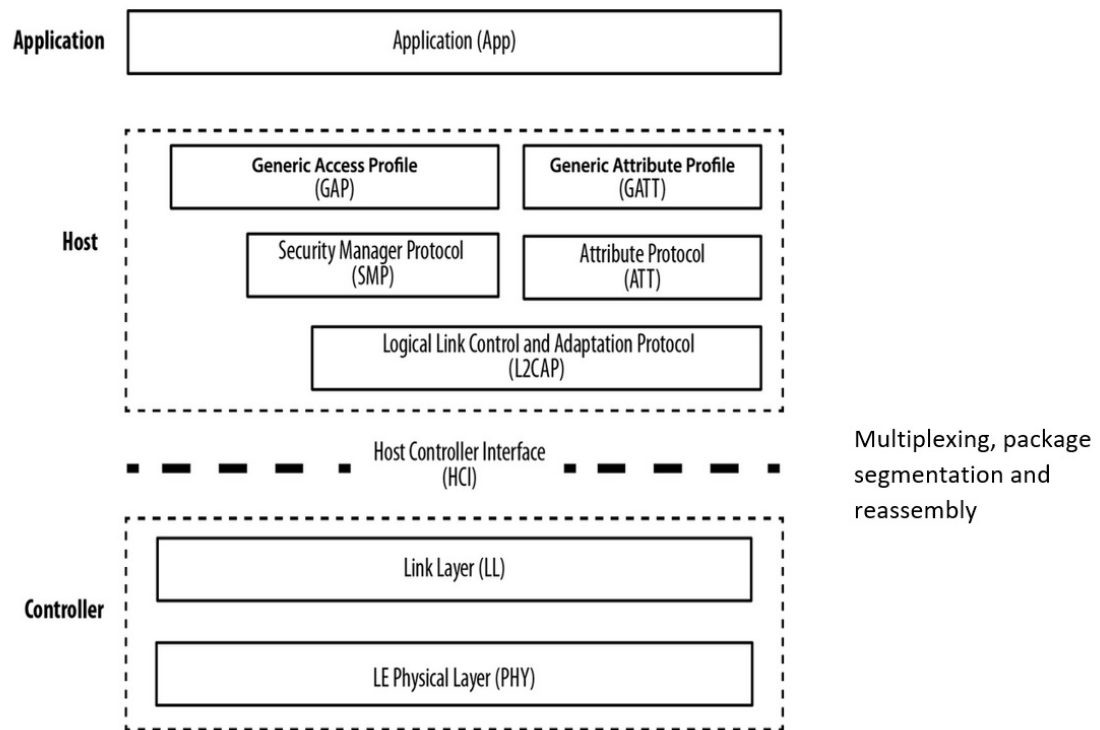 Application
Application (App)
Generic Access Profile
(GAP)
Generic Attribute Profile
(GATT)
Host
Security Manager Protocol
(SMP)
Attribute Protocol
(ATT)
Logical Link Control and Adaptation Protocol
(L2CAP)
Host Controller Interface
(HCI)
Multiplexing, package
segmentation and
reassembly
Link Layer (LL)
Controller
LE Physical Layer (PHY)